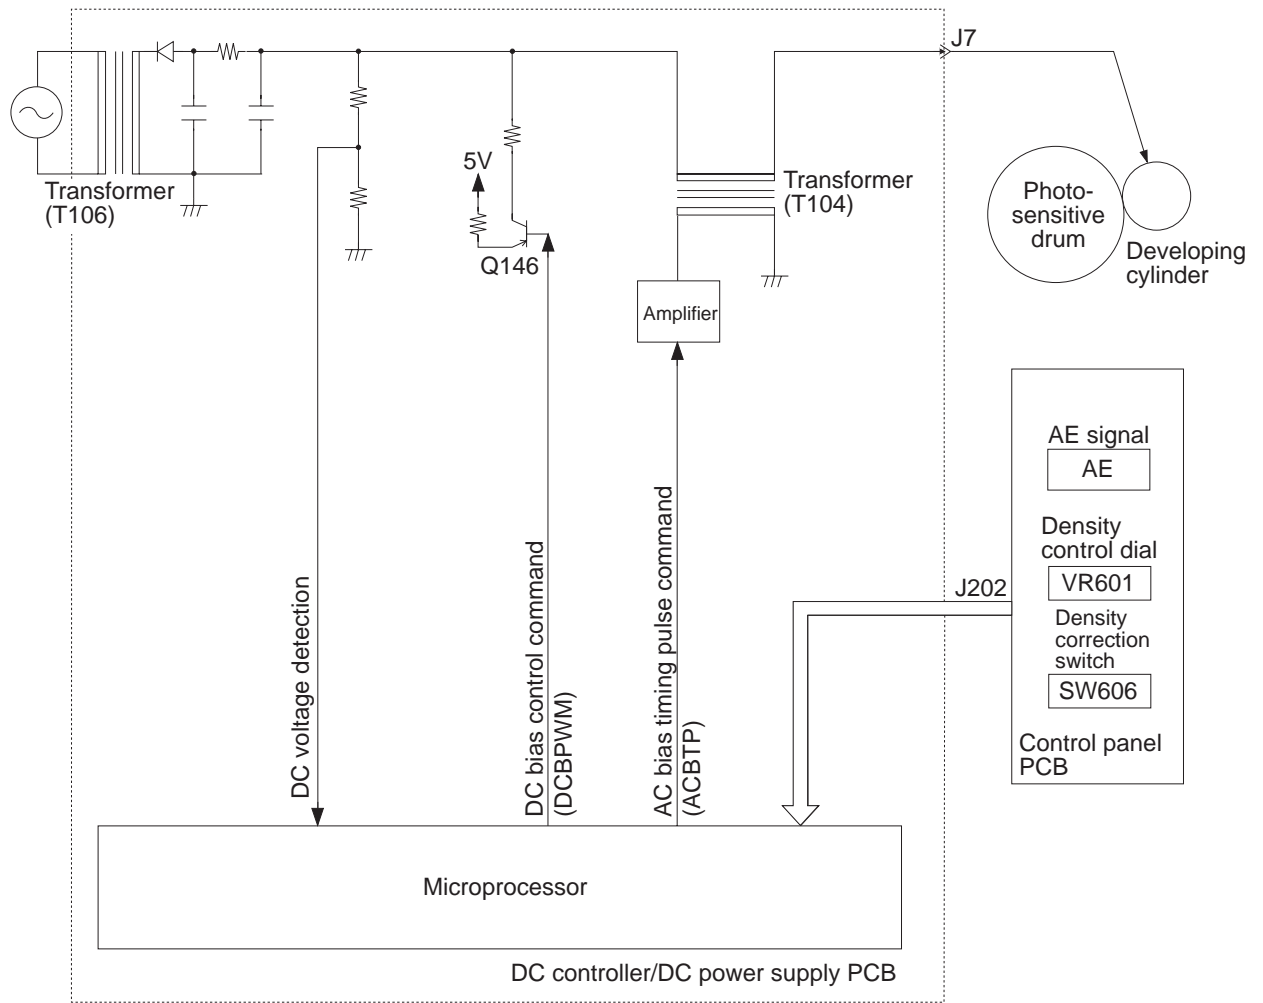 J7
Transformer
(T106)
5V
Q146
Transformer
(T104)
Amplifier
Photo-
sensitive
drum
Developing
cylinder
AE signal
AE
Density
control dial
VR601
Density
correction
switch
SW606
Control panel
PCB
J202
DC voltage detection
DC bias control command
(DCBPWM)
AC bias timing pulse command
(ACBTP)
Microprocessor
DC controller/DC power supply PCB